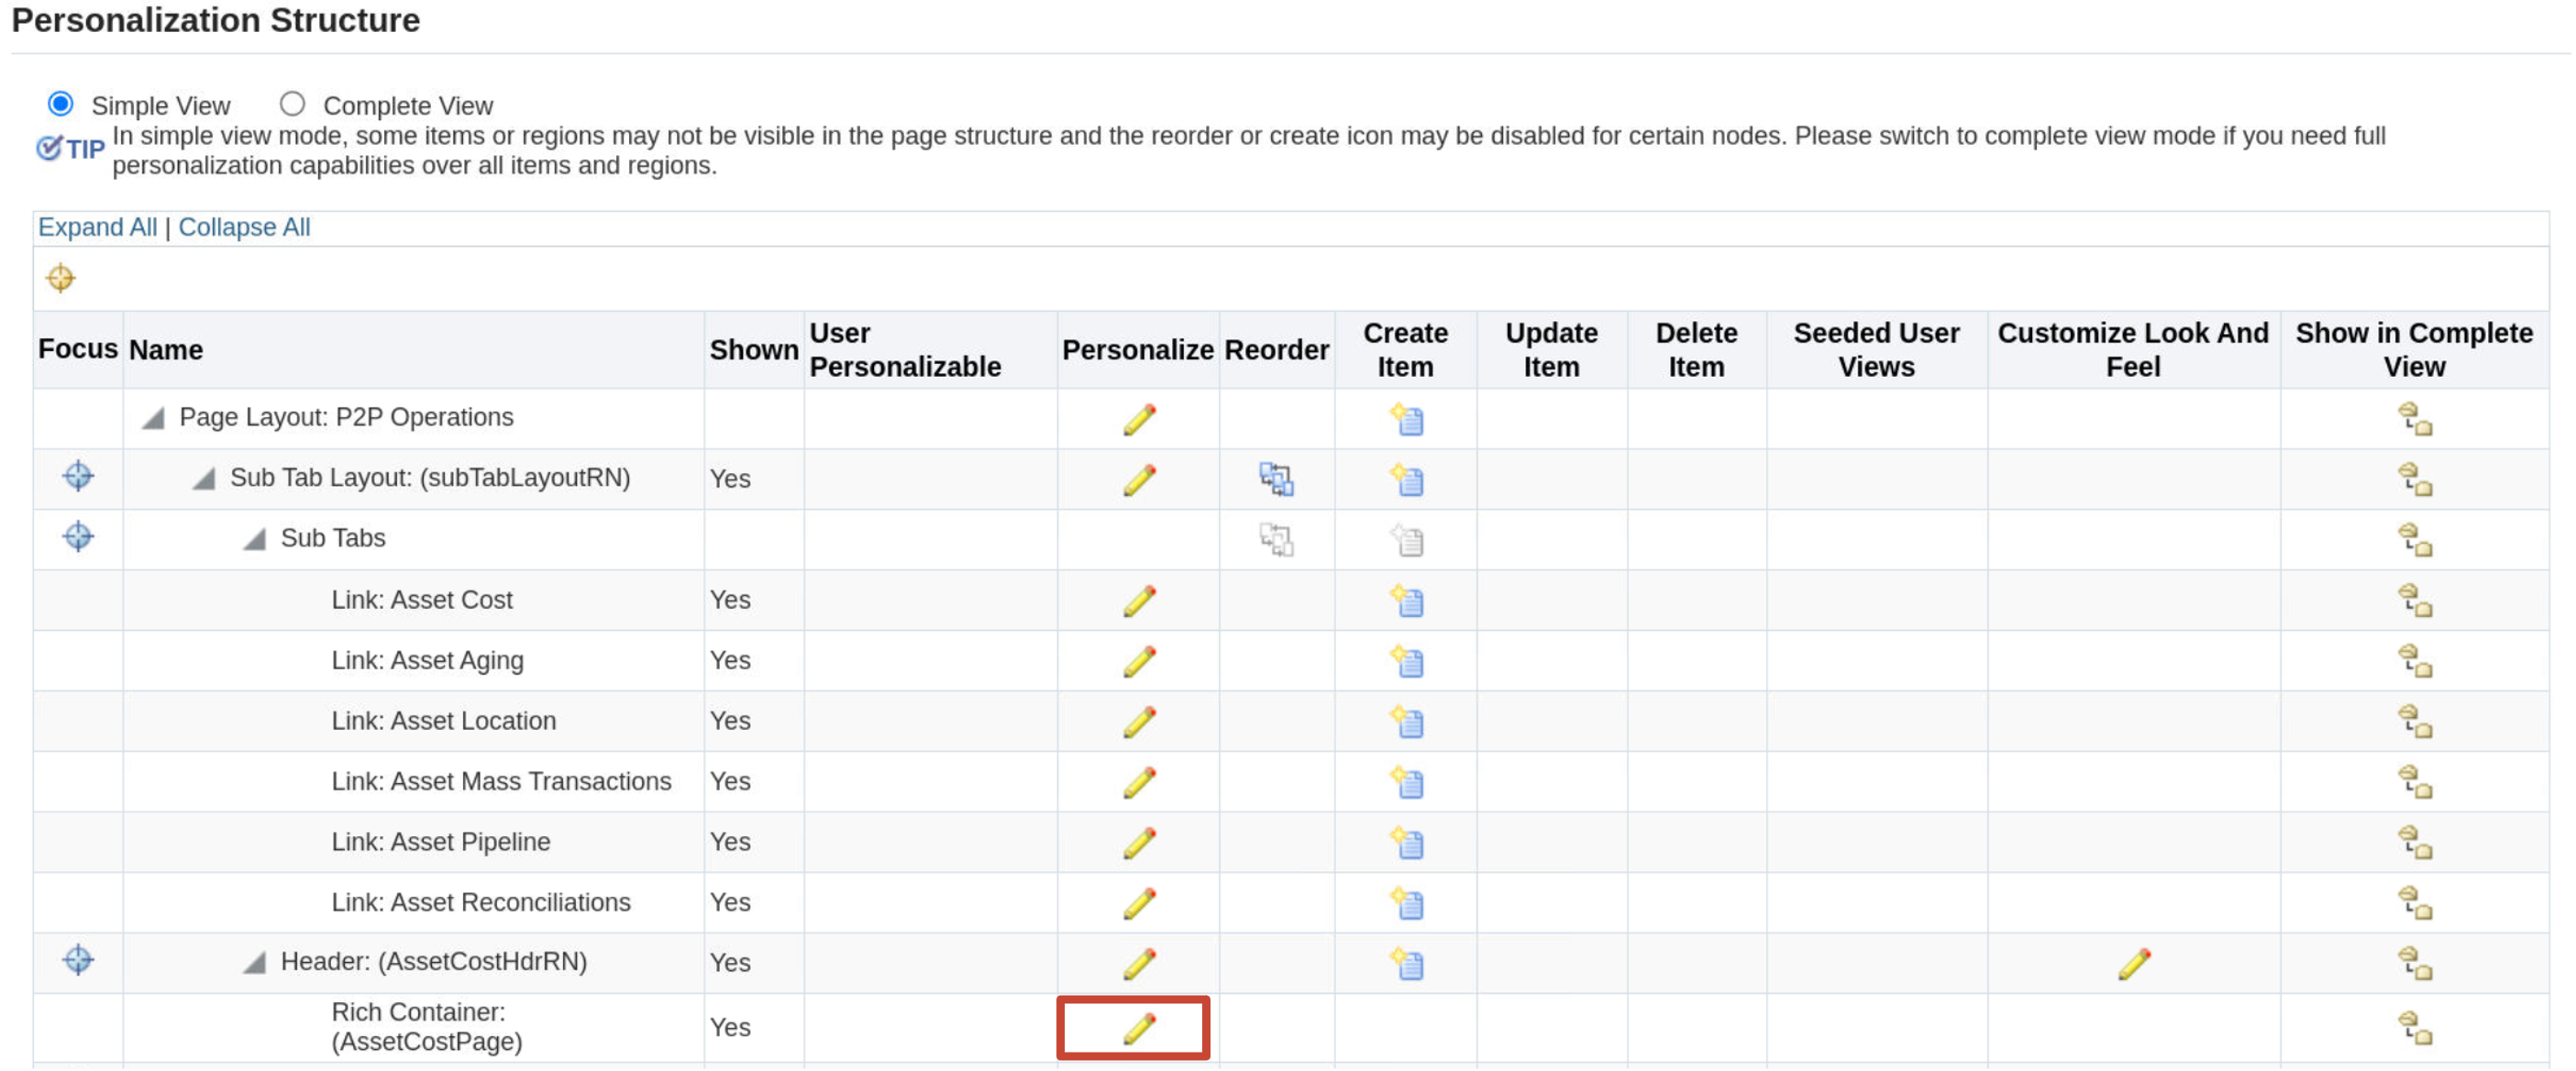 Personalization Structure
Simple View Complete View
TIP In simple view mode, some items or regions may not be visible in the page structure and the reorder or create icon may be disabled for certain nodes. Please switch to complete view mode if you need full
personalization capabilities over all items and regions.
Expand All | Collapse All
Focus Name Shown User Personalizable Personalize Reorder Create Item Update Item Delete Item Seeded User Views Customize Look And Feel Show in Complete View
Page Layout: P2P Operations
Sub Tab Layout: (subTabLayoutRN) Yes
Sub Tabs
Link: Asset Cost Yes
Link: Asset Aging Yes
Link: Asset Location Yes
Link: Asset Mass Transactions Yes
Link: Asset Pipeline Yes
Link: Asset Reconciliations Yes
Header: (AssetCostHdrRN) Yes
Rich Container:
(AssetCostPage) Yes